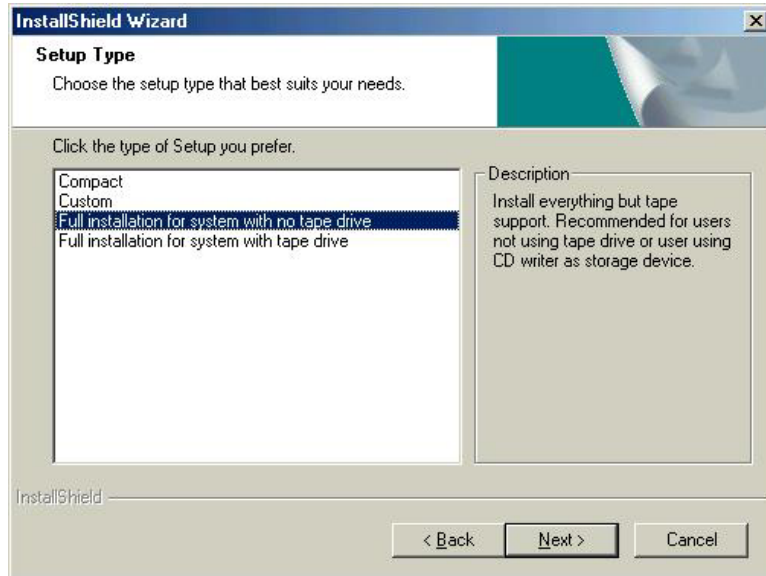 InstallShield Wizard
Setup Type
Choose the setup type that best suits your needs.
Click the type of Setup you prefer.
Compact
Custom
Full installation for system with no tape drive
Full installation for system with tape drive
Description
Install everything but tape
support. Recommended for users
not using tape drive or user using
CD writer as storage device.
InstallShield
< Back
Next >
Cancel